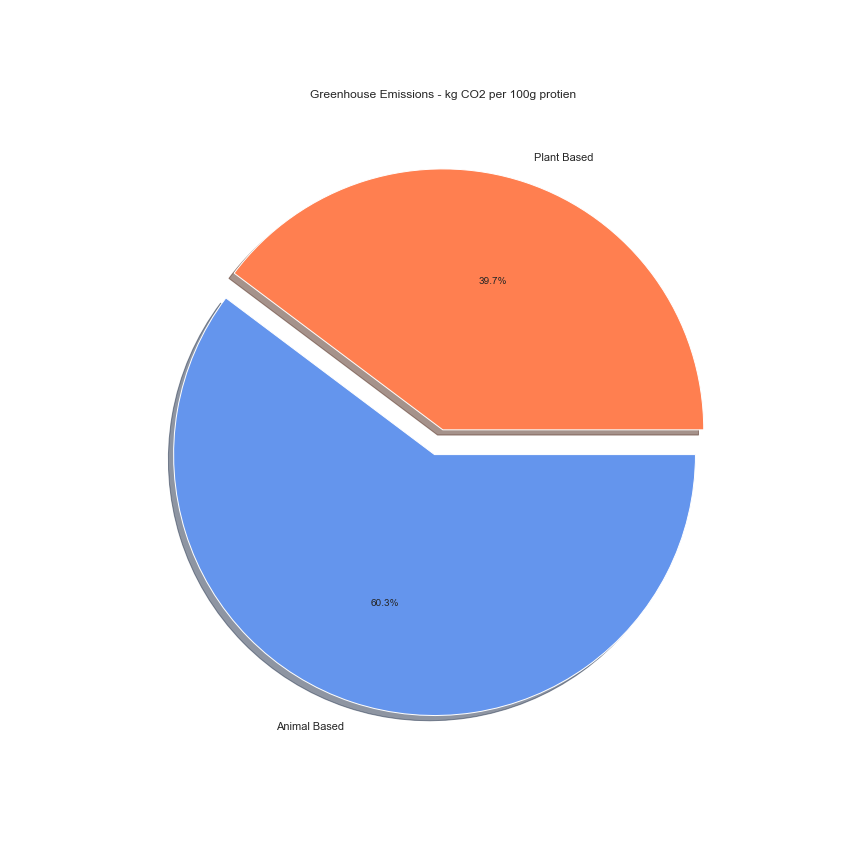 Greenhouse Emissions - kg CO2 per 100g protien
Plant Based
39.7%
60.3%
Animal Based